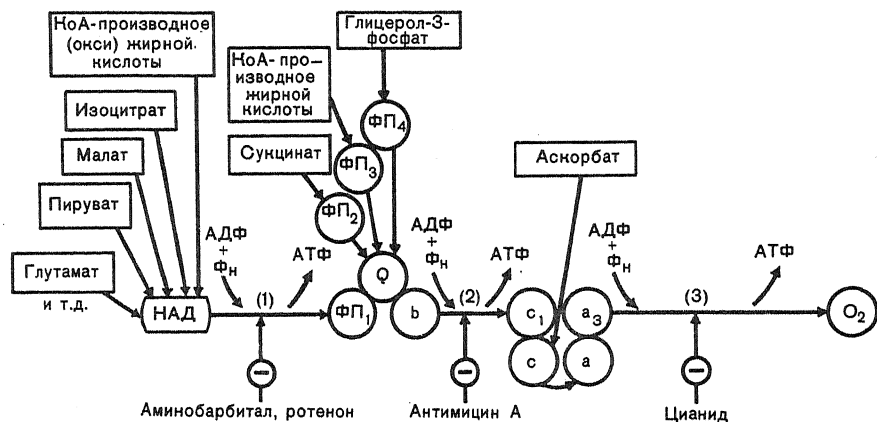 КоА-производное
(окси) жирной
кислоты
Изоцитрат
Малат
Пируват
Глутамат
и т.д.
НАД
АДФ
+
Фн
(1)
АТФ
Глицерол-3-
фосфат
КоА- про—
изводное
жирной
кислоты
Сукцинат
ФП4
ФП3
ФП2
Q
ФП1
b
АДФ
+
Фн
(2)
АТФ
Аскорбат
c1
a3
c
a
АДФ
+
Фн
(3)
АТФ
O2
Аминобарбитал, ротенон
Антимицин А
Цианид